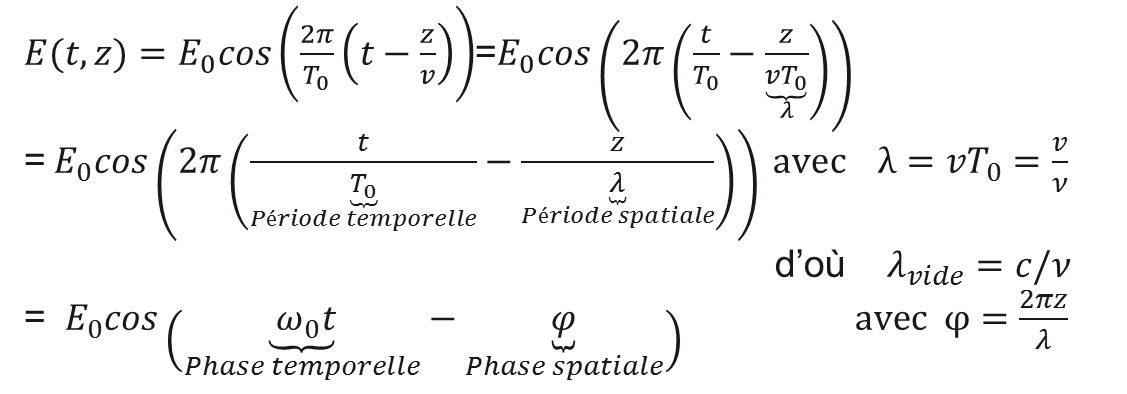 E(t, z) = E₀cos(2π/T₀ (t − z/v))=E₀cos(2π(t/T₀ − z/vT₀))
λ
= E₀cos(2π(t/T₀ − z/λ)) avec λ = vT₀ = v/ν
Période temporelle Période spatiale
d’où λ_vide = c/ν
= E₀cos(ω₀t − φ) avec φ = 2πz/λ
Phase temporelle Phase spatiale